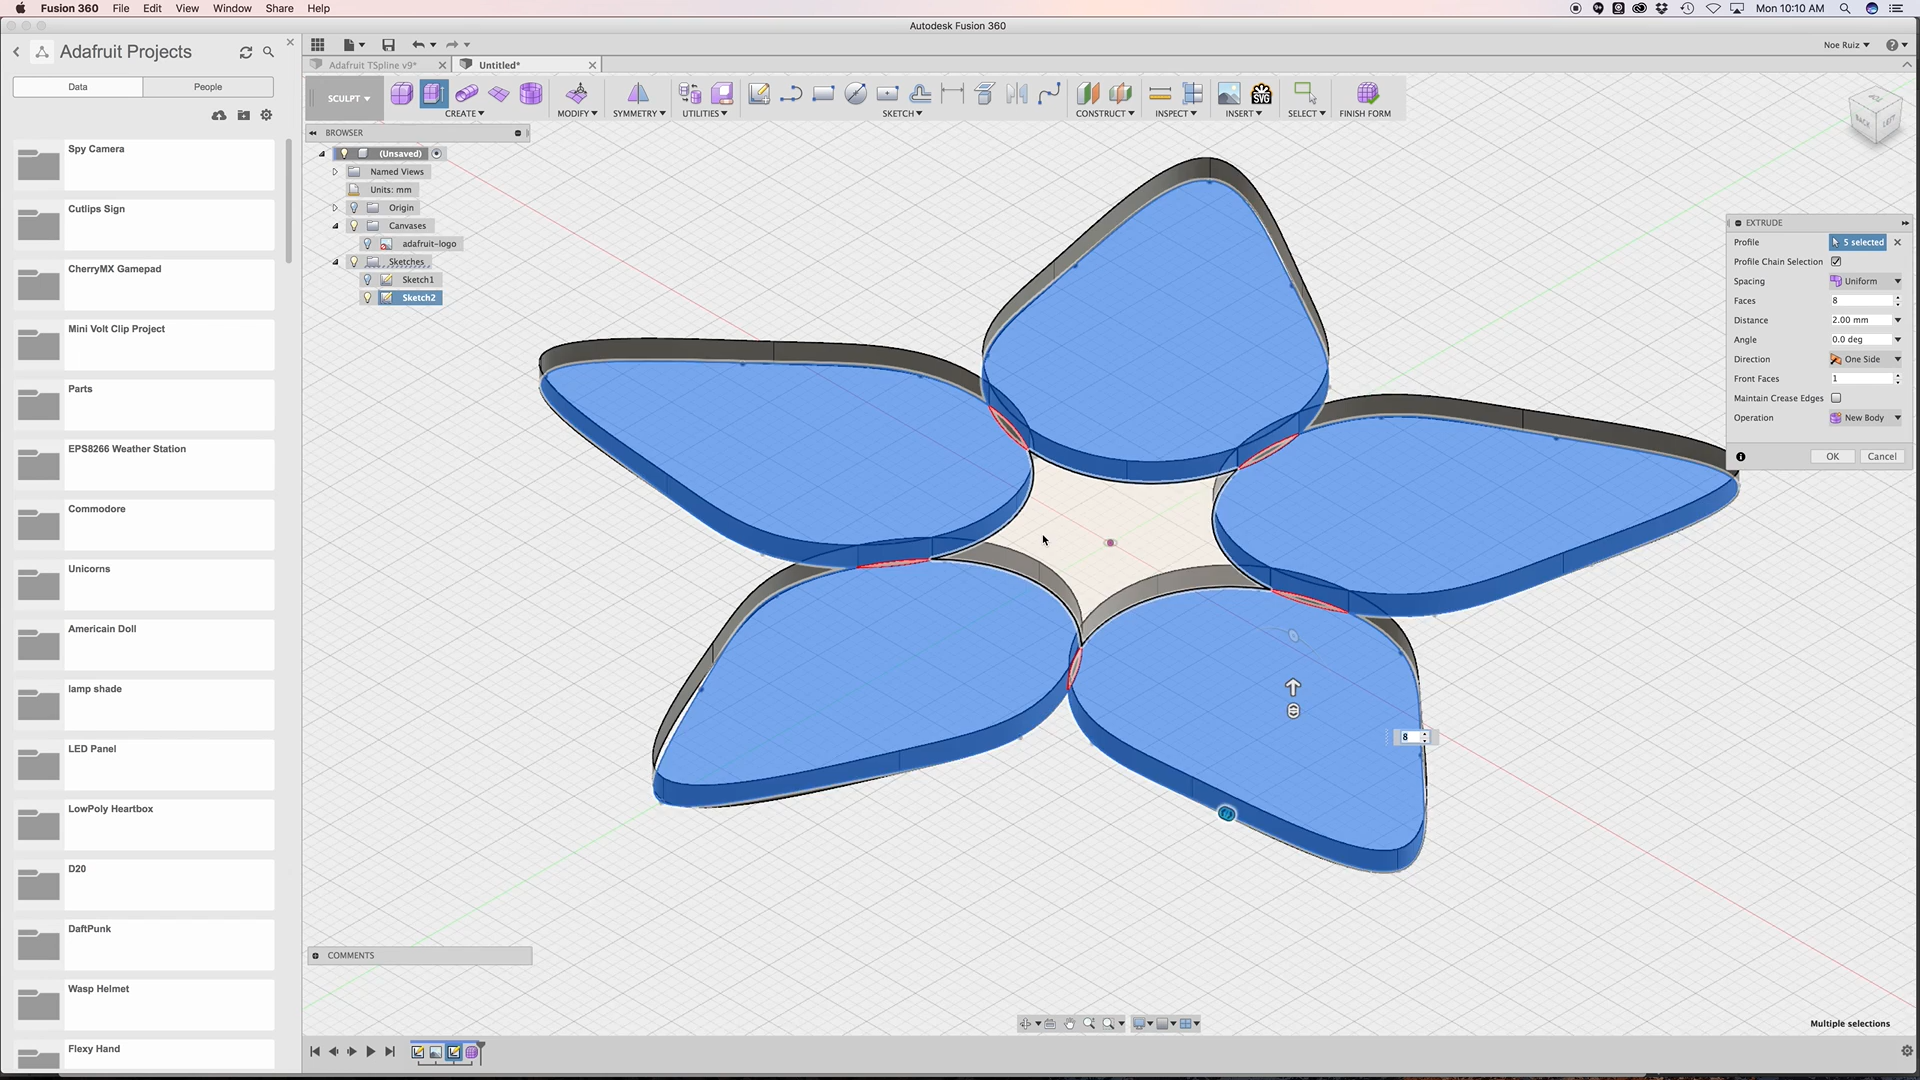 Fusion 360 File Edit View Window Share Help
Mon 10:10 AM
Autodesk Fusion 360
Adafruit Projects
Noe Ruiz
Adafruit TSpline v9*
Untitled*
Data People
SCULPT
CREATE MODIFY SYMMETRY UTILITIES SKETCH CONSTRUCT INSPECT INSERT SELECT FINISH FORM
SVG
TOP
BACK LEFT
BROWSER
(Unsaved)
Named Views
Units: mm
Origin
Canvases
adafruit-logo
Sketches
Sketch1
Sketch2
Spy Camera
Cutlips Sign
CherryMX Gamepad
Mini Volt Clip Project
Parts
EPS8266 Weather Station
Commodore
Unicorns
Americain Doll
lamp shade
LED Panel
LowPoly Heartbox
D20
DaftPunk
Wasp Helmet
Flexy Hand
EXTRUDE
Profile 5 selected
Profile Chain Selection
Spacing Uniform
Faces 8
Distance 2.00 mm
Angle 0.0 deg
Direction One Side
Front Faces 1
Maintain Crease Edges
Operation New Body
OK Cancel
8
COMMENTS
Multiple selections